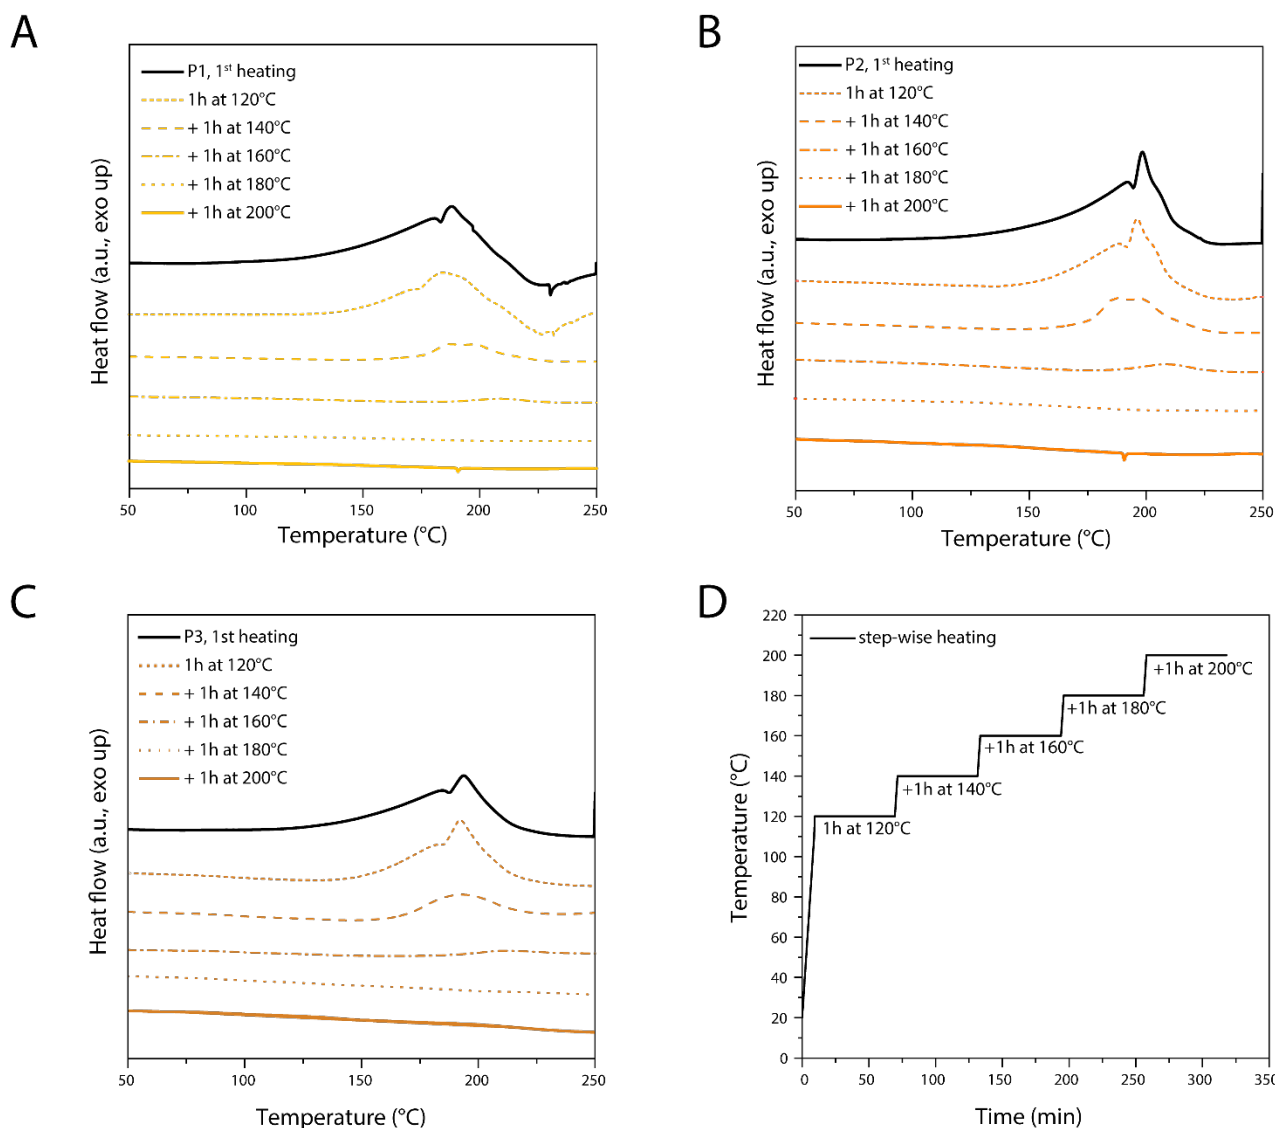 A
P1, 1st heating
1h at 120°C
+ 1h at 140°C
+ 1h at 160°C
+ 1h at 180°C
+ 1h at 200°C
Heat flow (a.u., exo up)
50 100 150 200 250
Temperature (°C)
B
P2, 1st heating
1h at 120°C
+ 1h at 140°C
+ 1h at 160°C
+ 1h at 180°C
+ 1h at 200°C
Heat flow (a.u., exo up)
50 100 150 200 250
Temperature (°C)
C
P3, 1st heating
1h at 120°C
+ 1h at 140°C
+ 1h at 160°C
+ 1h at 180°C
+ 1h at 200°C
Heat flow (a.u., exo up)
50 100 150 200 250
Temperature (°C)
D
step-wise heating
220
200
180
160
140
120
100
80
60
40
20
0
Temperature (°C)
+1h at 200°C
+1h at 180°C
+1h at 160°C
+1h at 140°C
1h at 120°C
0 50 100 150 200 250 300 350
Time (min)